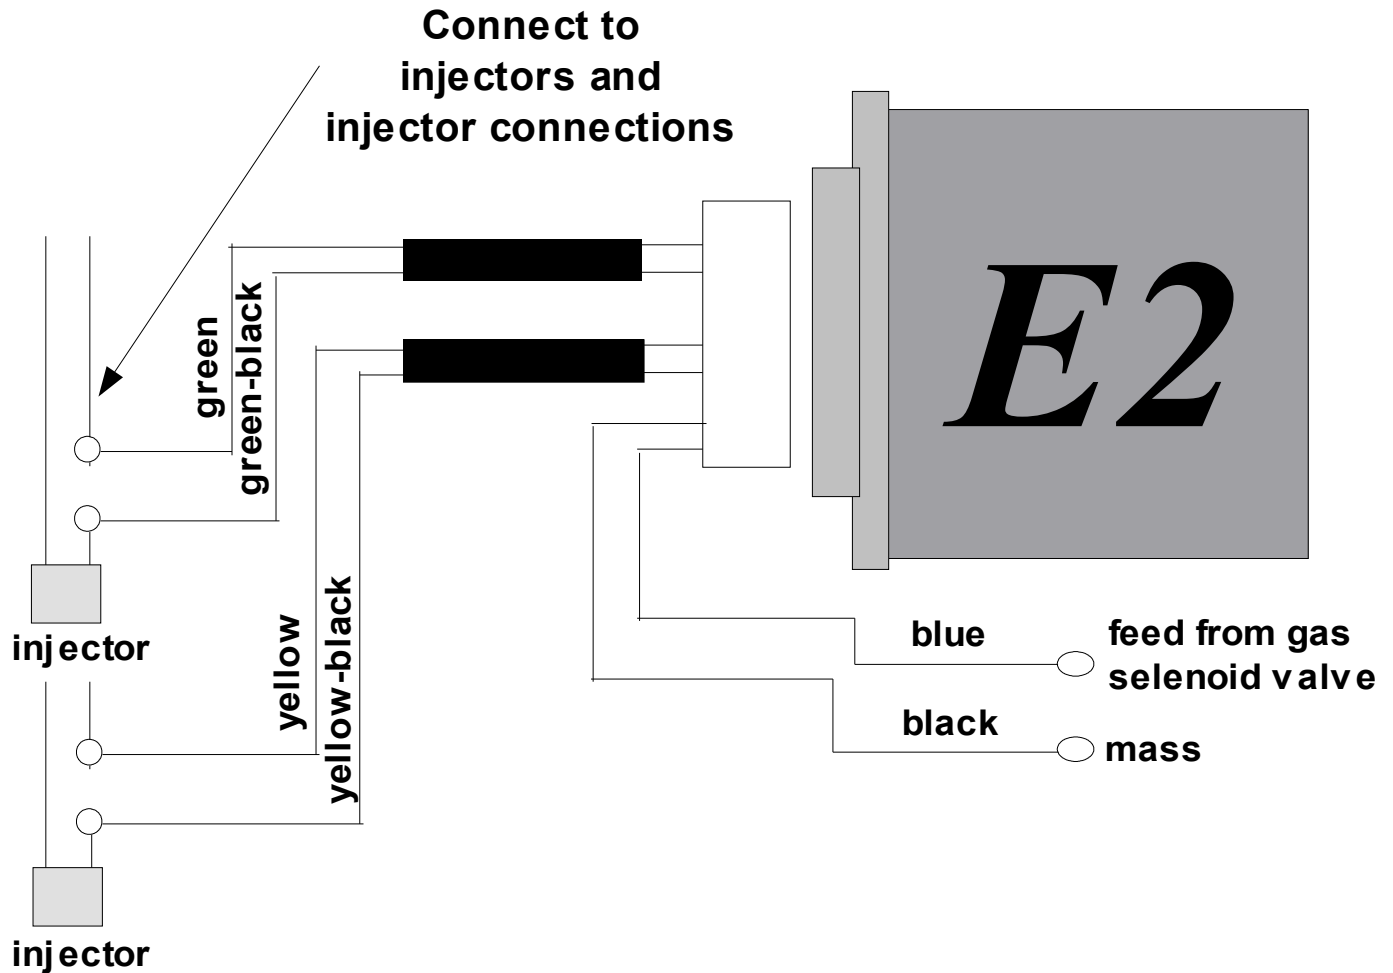 Connect to
injectors and
injector connections
E2
green
green-black
injector
yellow
yellow-black
injector
blue
feed from gas
selenoid valve
black
mass